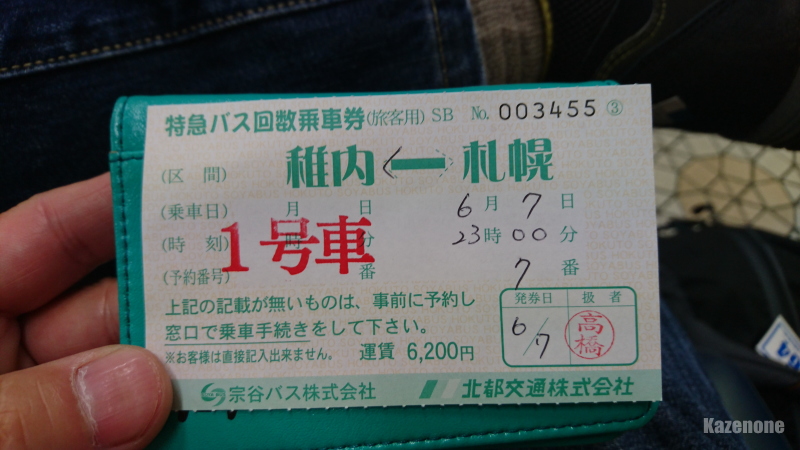 特急バス回数乗車券(旅客用) SB No. 003455 ③
(区間) 稚内 ← 札幌
(乗車日) 月 日 6月 7日
(時刻) 時 分 23時00分
1号車
(予約番号) 番 7番
上記の記載が無いものは、事前に予約し
窓口で乗車手続きをして下さい。
※お客様は直接記入出来ません。 運賃 6,200円
発券日 扱者
6/7 高橋
宗谷バス株式会社 北都交通株式会社
Kazenone